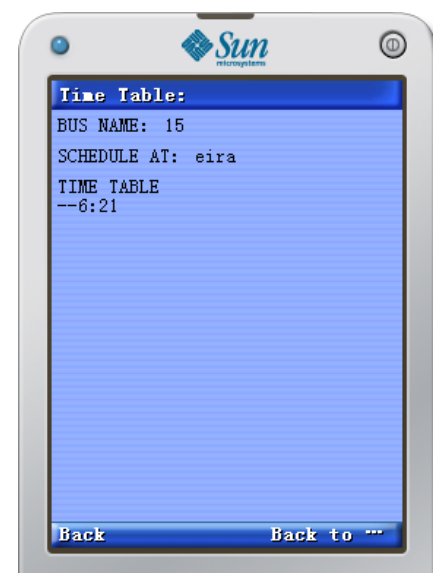 Sun
microsystems
Time Table:
BUS NAME: 15
SCHEDULE AT: eira
TIME TABLE
--6:21
Back
Back to ...